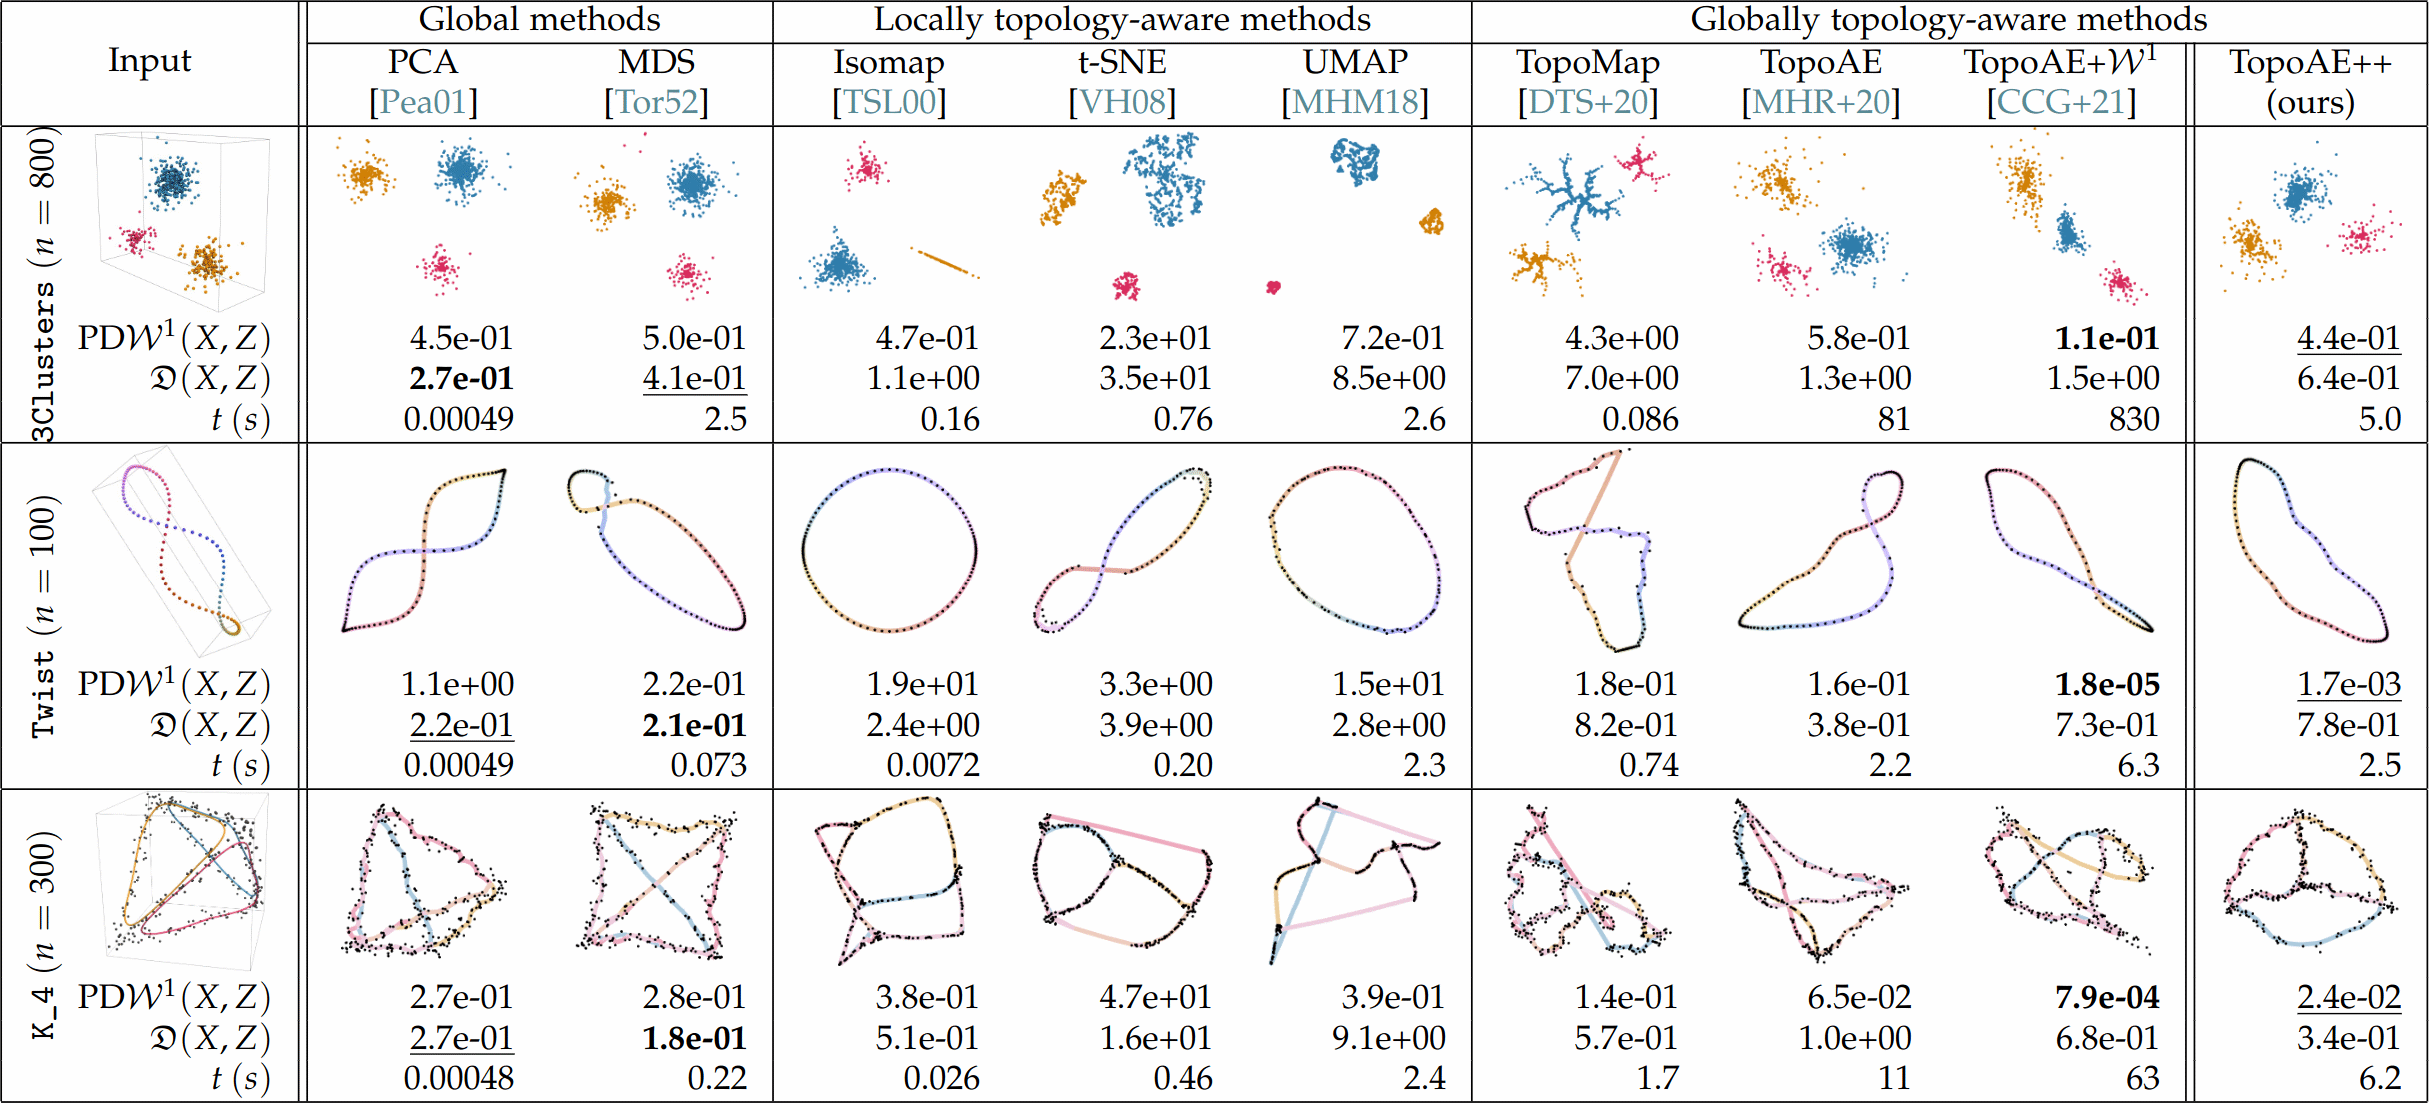 Input Global methods Locally topology-aware methods Globally topology-aware methods
PCA MDS Isomap t-SNE UMAP TopoMap TopoAE TopoAE+𝒲¹ TopoAE++
[Pea01] [Tor52] [TSL00] [VH08] [MHM18] [DTS+20] [MHR+20] [CCG+21] (ours)
3Clusters (n = 800)
PD𝒲¹(X, Z) 4.5e-01 5.0e-01 4.7e-01 2.3e+01 7.2e-01 4.3e+00 5.8e-01 1.1e-01 4.4e-01
𝔇(X, Z) 2.7e-01 4.1e-01 1.1e+00 3.5e+01 8.5e+00 7.0e+00 1.3e+00 1.5e+00 6.4e-01
t (s) 0.00049 2.5 0.16 0.76 2.6 0.086 81 830 5.0
Twist (n = 100)
PD𝒲¹(X, Z) 1.1e+00 2.2e-01 1.9e+01 3.3e+00 1.5e+01 1.8e-01 1.6e-01 1.8e-05 1.7e-03
𝔇(X, Z) 2.2e-01 2.1e-01 2.4e+00 3.9e+00 2.8e+00 8.2e-01 3.8e-01 7.3e-01 7.8e-01
t (s) 0.00049 0.073 0.0072 0.20 2.3 0.74 2.2 6.3 2.5
K_4 (n = 300)
PD𝒲¹(X, Z) 2.7e-01 2.8e-01 3.8e-01 4.7e+01 3.9e-01 1.4e-01 6.5e-02 7.9e-04 2.4e-02
𝔇(X, Z) 2.7e-01 1.8e-01 5.1e-01 1.6e+01 9.1e+00 5.7e-01 1.0e+00 6.8e-01 3.4e-01
t (s) 0.00048 0.22 0.026 0.46 2.4 1.7 11 63 6.2